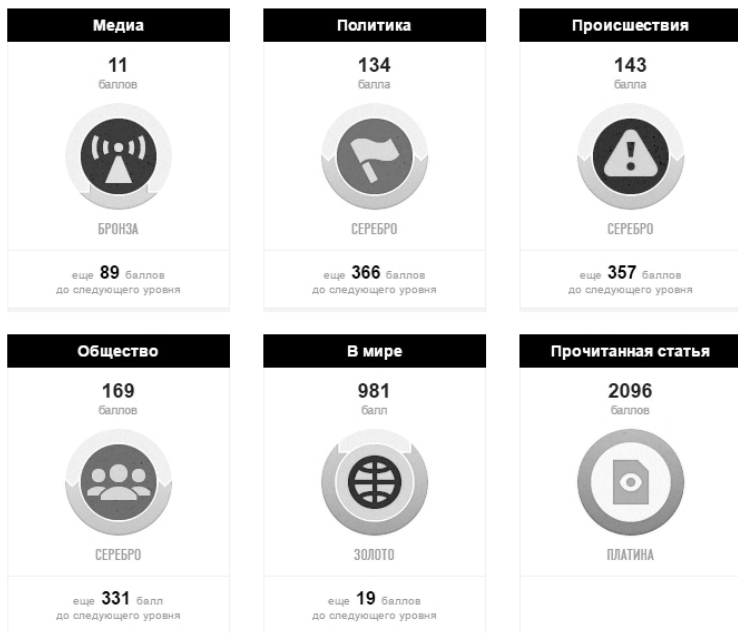 Медиа
11
баллов
БРОНЗА
еще 89 баллов
до следующего уровня
Политика
134
балла
СЕРЕБРО
еще 366 баллов
до следующего уровня
Происшествия
143
балла
СЕРЕБРО
еще 357 баллов
до следующего уровня
Общество
169
баллов
СЕРЕБРО
еще 331 балл
до следующего уровня
В мире
981
балл
ЗОЛОТО
еще 19 баллов
до следующего уровня
Прочитанная статья
2096
баллов
ПЛАТИНА